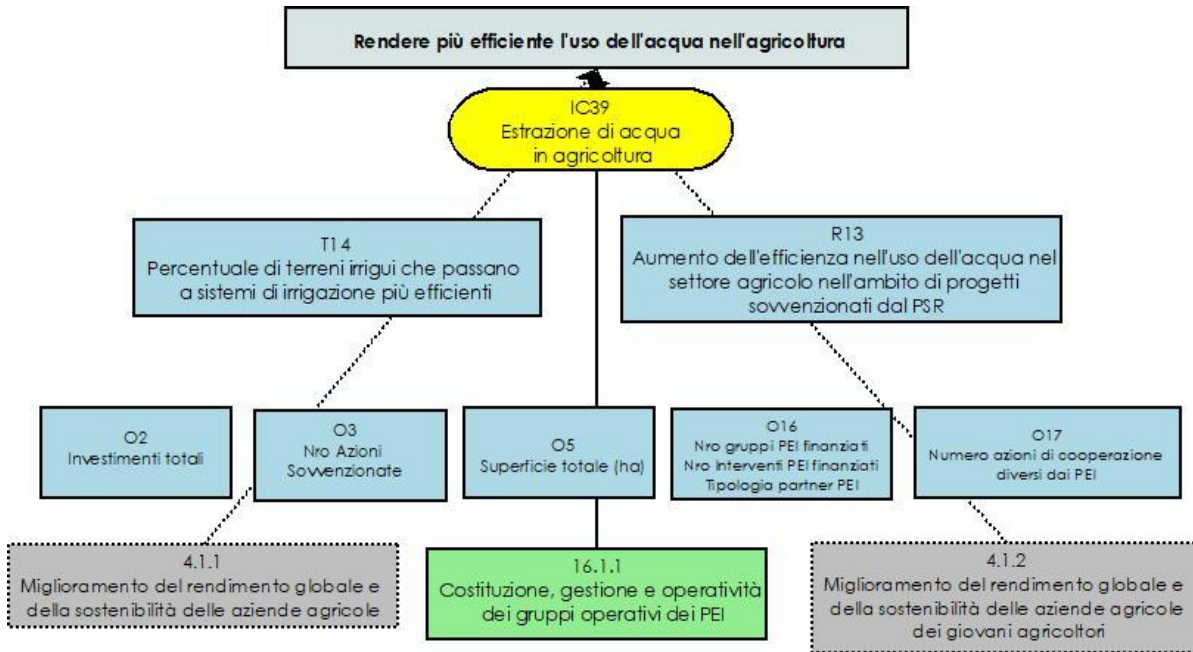 Rendere più efficiente l'uso dell'acqua nell'agricoltura
IC39
Estrazione di acqua
in agricoltura
T14
Percentuale di terreni irrigui che passano
a sistemi di irrigazione più efficienti
R13
Aumento dell'efficienza nell'uso dell'acqua nel
settore agricolo nell'ambito di progetti
sovvenzionati dal PSR
O2
Investimenti totali
O3
Nro Azioni
Sovvenzionate
O5
Superficie totale (ha)
O16
Nro gruppi PEI finanziati
Nro Interventi PEI finanziati
Tipologia partner PEI
O17
Numero azioni di cooperazione
diversi dai PEI
4.1.1
Miglioramento del rendimento globale e
della sostenibilità delle aziende agricole
16.1.1
Costituzione, gestione e operatività
dei gruppi operativi dei PEI
4.1.2
Miglioramento del rendimento globale e
della sostenibilità delle aziende agricole
dei giovani agricoltori